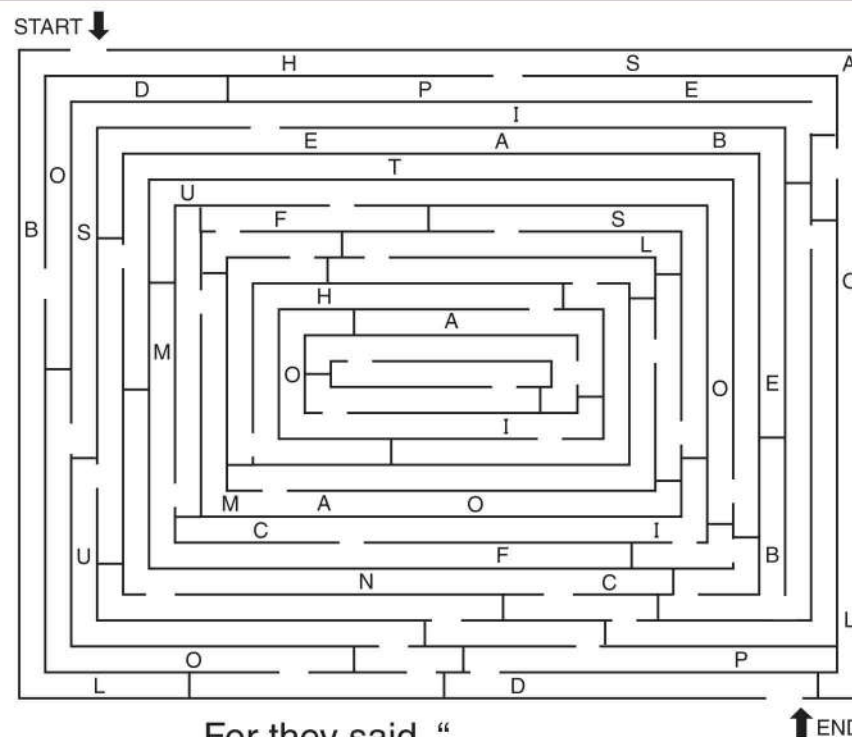 START
H S A
D P E
I
E A B
T
O
U
F S
B S
L
O
H
A
M
O O E
I
M A O
C I
F
U B
N C
L
O P
L D
END
For they said, “